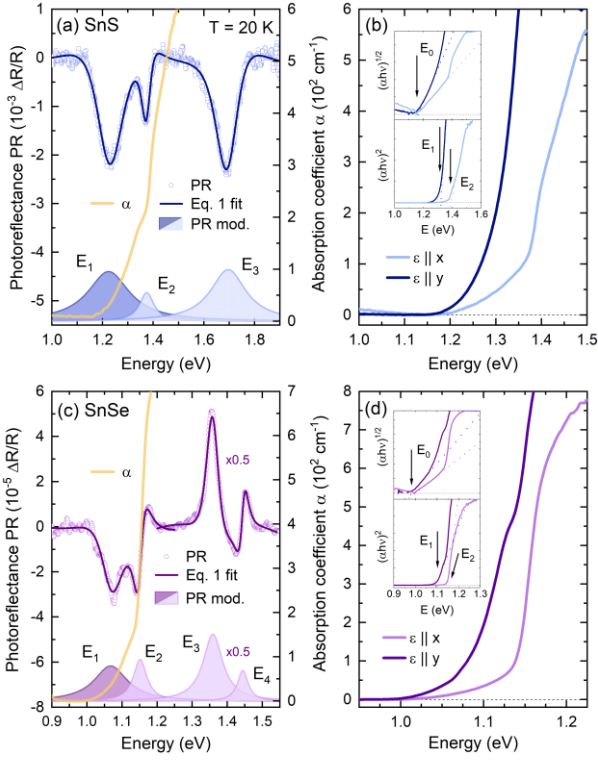 (a) SnS
T = 20 K
Photoreflectance PR (10⁻³ ΔR/R)
1
0
-1
-2
-3
-4
-5
6
5
4
3
2
1
0
α
PR
Eq. 1 fit
PR mod.
E₁
E₂
E₃
1.0 1.2 1.4 1.6 1.8
Energy (eV)
(b)
Absorption coefficient α (10² cm⁻¹)
6
5
4
3
2
1
0
(αhν)^1/2
E₀
(αhν)²
E₁
E₂
1.0 1.2 1.4 1.6
E (eV)
ε || x
ε || y
1.0 1.1 1.2 1.3 1.4 1.5
Energy (eV)
(c) SnSe
Photoreflectance PR (10⁻⁵ ΔR/R)
6
4
2
0
-2
-4
-6
-8
7
6
5
4
3
2
1
0
α
x0.5
PR
Eq. 1 fit
PR mod.
E₁
E₂
E₃
x0.5
E₄
0.9 1.0 1.1 1.2 1.3 1.4 1.5
Energy (eV)
(d)
Absorption coefficient α (10² cm⁻¹)
8
7
6
5
4
3
2
1
0
(αhν)^1/2
E₀
(αhν)²
E₁
E₂
0.9 1.0 1.1 1.2 1.3
E (eV)
ε || x
ε || y
1.0 1.1 1.2
Energy (eV)